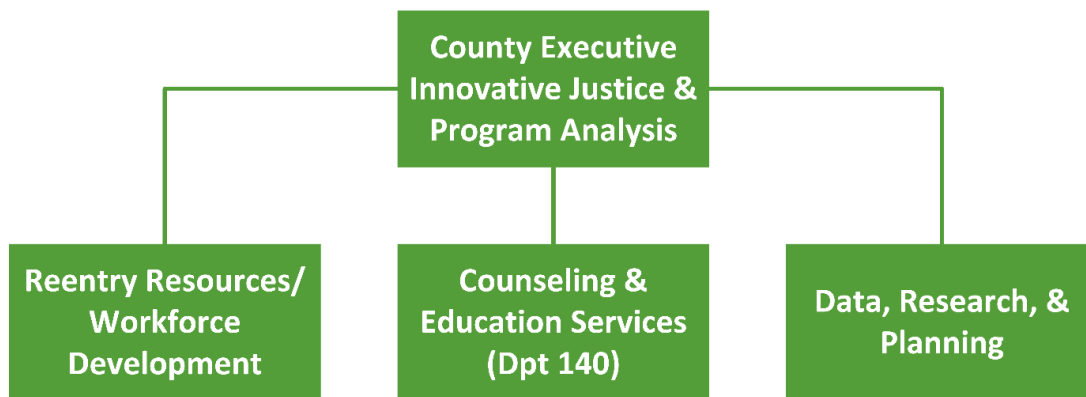 County Executive
Innovative Justice &
Program Analysis
Reentry Resources/
Workforce
Development
Counseling &
Education Services
(Dpt 140)
Data, Research, &
Planning